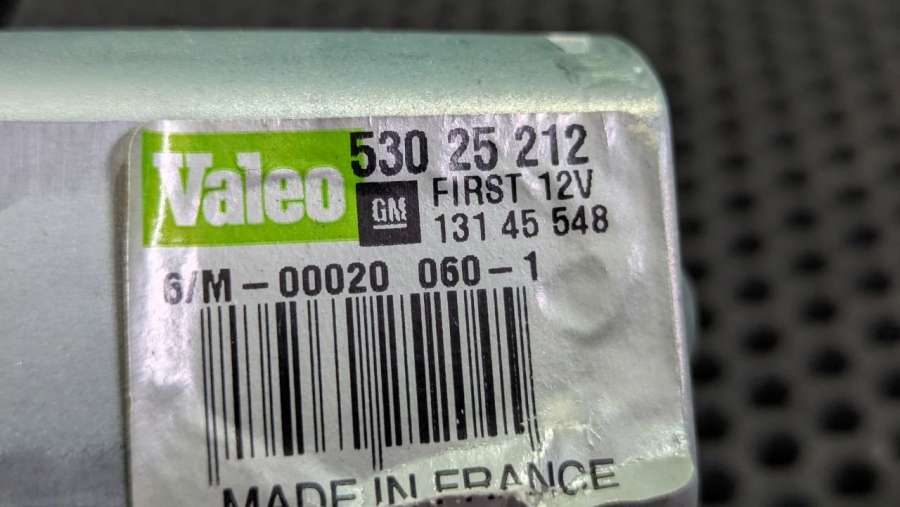 Valeo 530 25 212
GM FIRST 12V
131 45 548
6/M-00020 060-1
MADE IN FRANCE